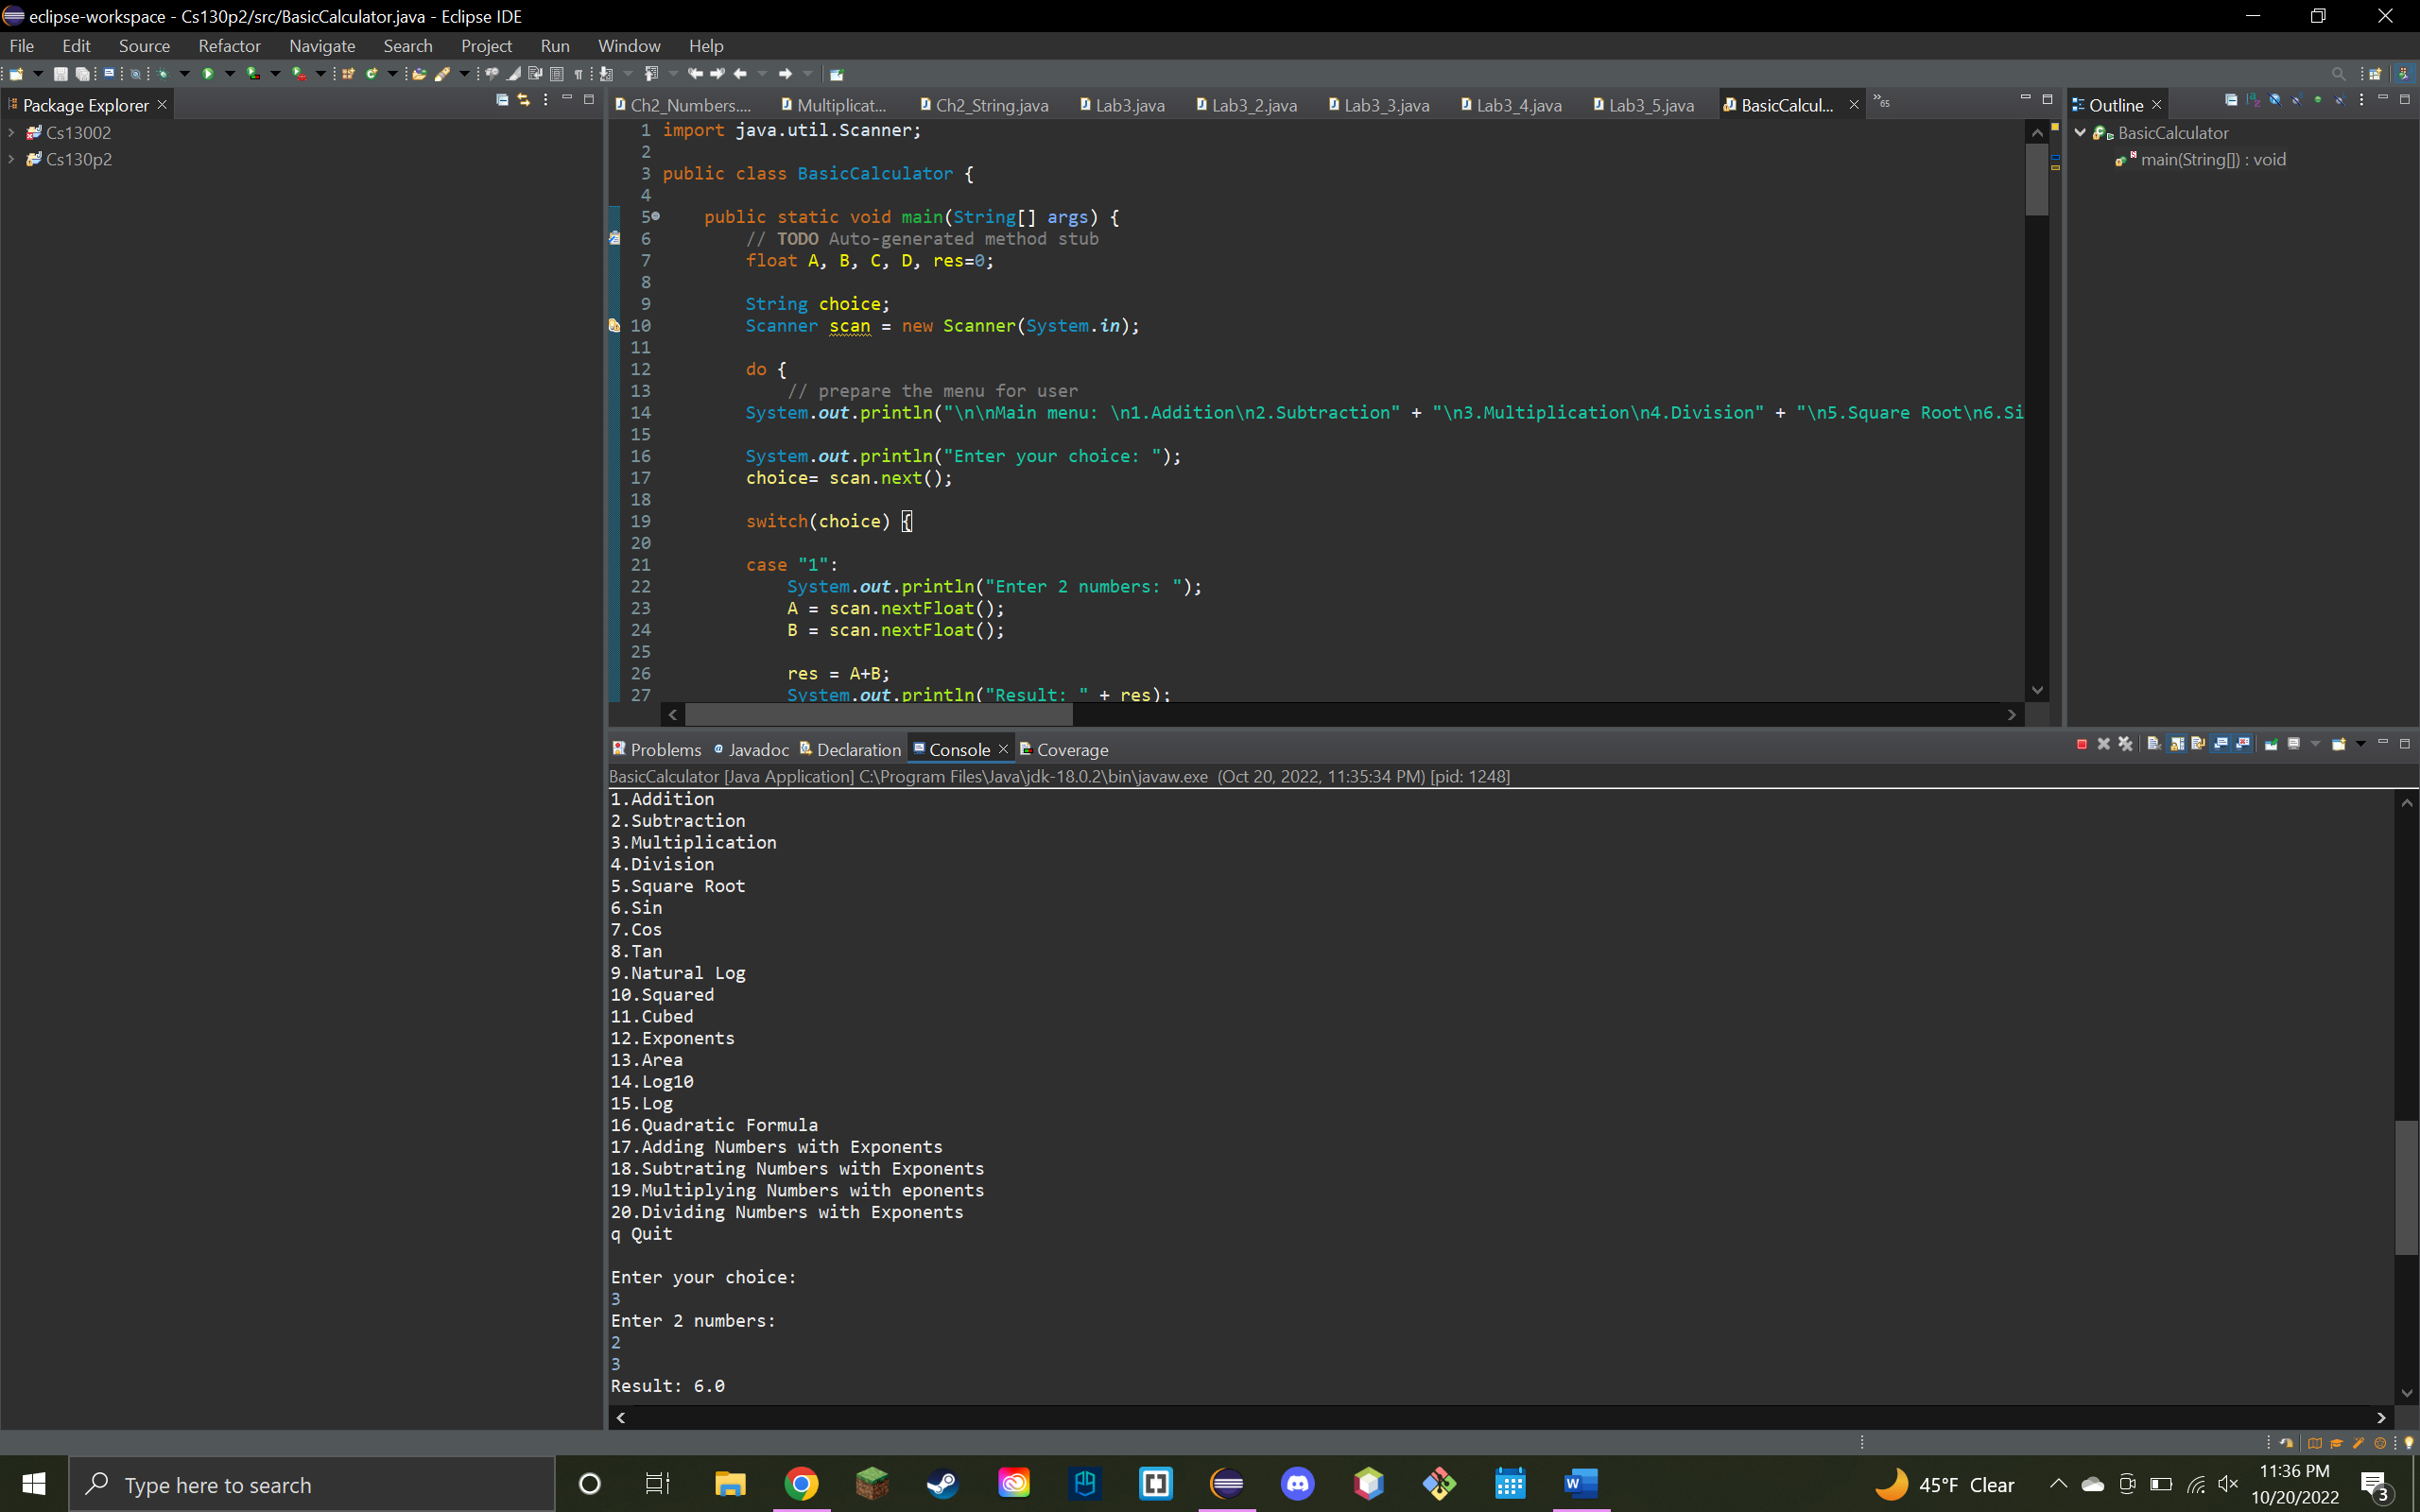 eclipse-workspace - Cs130p2/src/BasicCalculator.java - Eclipse IDE
File Edit Source Refactor Navigate Search Project Run Window Help
Package Explorer
Cs13002
Cs130p2
Ch2_Numbers.... Multiplicat... Ch2_String.java Lab3.java Lab3_2.java Lab3_3.java Lab3_4.java Lab3_5.java BasicCalcul... »65
1 import java.util.Scanner;
2
3 public class BasicCalculator {
4
5 public static void main(String[] args) {
6 // TODO Auto-generated method stub
7 float A, B, C, D, res=0;
8
9 String choice;
10 Scanner scan = new Scanner(System.in);
11
12 do {
13 // prepare the menu for user
14 System.out.println("\n\nMain menu: \n1.Addition\n2.Subtraction" + "\n3.Multiplication\n4.Division" + "\n5.Square Root\n6.Si
15
16 System.out.println("Enter your choice: ");
17 choice= scan.next();
18
19 switch(choice) {
20
21 case "1":
22 System.out.println("Enter 2 numbers: ");
23 A = scan.nextFloat();
24 B = scan.nextFloat();
25
26 res = A+B;
27 System.out.println("Result: " + res);
Outline
BasicCalculator
main(String[]) : void
Problems Javadoc Declaration Console Coverage
BasicCalculator [Java Application] C:\Program Files\Java\jdk-18.0.2\bin\javaw.exe (Oct 20, 2022, 11:35:34 PM) [pid: 1248]
1.Addition
2.Subtraction
3.Multiplication
4.Division
5.Square Root
6.Sin
7.Cos
8.Tan
9.Natural Log
10.Squared
11.Cubed
12.Exponents
13.Area
14.Log10
15.Log
16.Quadratic Formula
17.Adding Numbers with Exponents
18.Subtrating Numbers with Exponents
19.Multiplying Numbers with eponents
20.Dividing Numbers with Exponents
q Quit
Enter your choice:
3
Enter 2 numbers:
2
3
Result: 6.0
Type here to search
45°F Clear
11:36 PM
10/20/2022
3